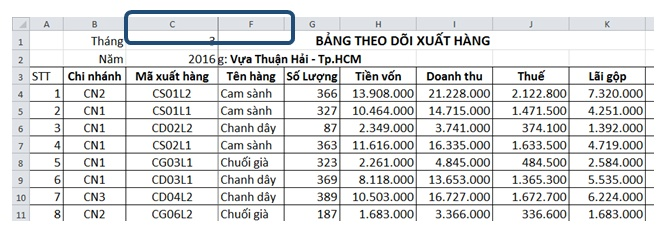 A B C F G H I J K
1 Tháng 3 BẢNG THEO DÕI XUẤT HÀNG
2 Năm 2016 g: Vựa Thuận Hải - Tp.HCM
3 STT Chi nhánh Mã xuất hàng Tên hàng Số Lượng Tiền vốn Doanh thu Thuế Lãi gộp
4 1 CN2 CS01L2 Cam sành 366 13.908.000 21.228.000 2.122.800 7.320.000
5 2 CN1 CS01L1 Cam sành 327 10.464.000 14.715.000 1.471.500 4.251.000
6 3 CN1 CD02L2 Chanh dây 87 2.349.000 3.741.000 374.100 1.392.000
7 4 CN1 CS02L1 Cam sành 363 11.616.000 16.335.000 1.633.500 4.719.000
8 5 CN1 CG03L1 Chuối già 323 2.261.000 4.845.000 484.500 2.584.000
9 6 CN1 CD03L1 Chanh dây 369 8.118.000 13.653.000 1.365.300 5.535.000
10 7 CN3 CD04L2 Chanh dây 389 10.503.000 16.727.000 1.672.700 6.224.000
11 8 CN2 CG06L2 Chuối già 187 1.683.000 3.366.000 336.600 1.683.000